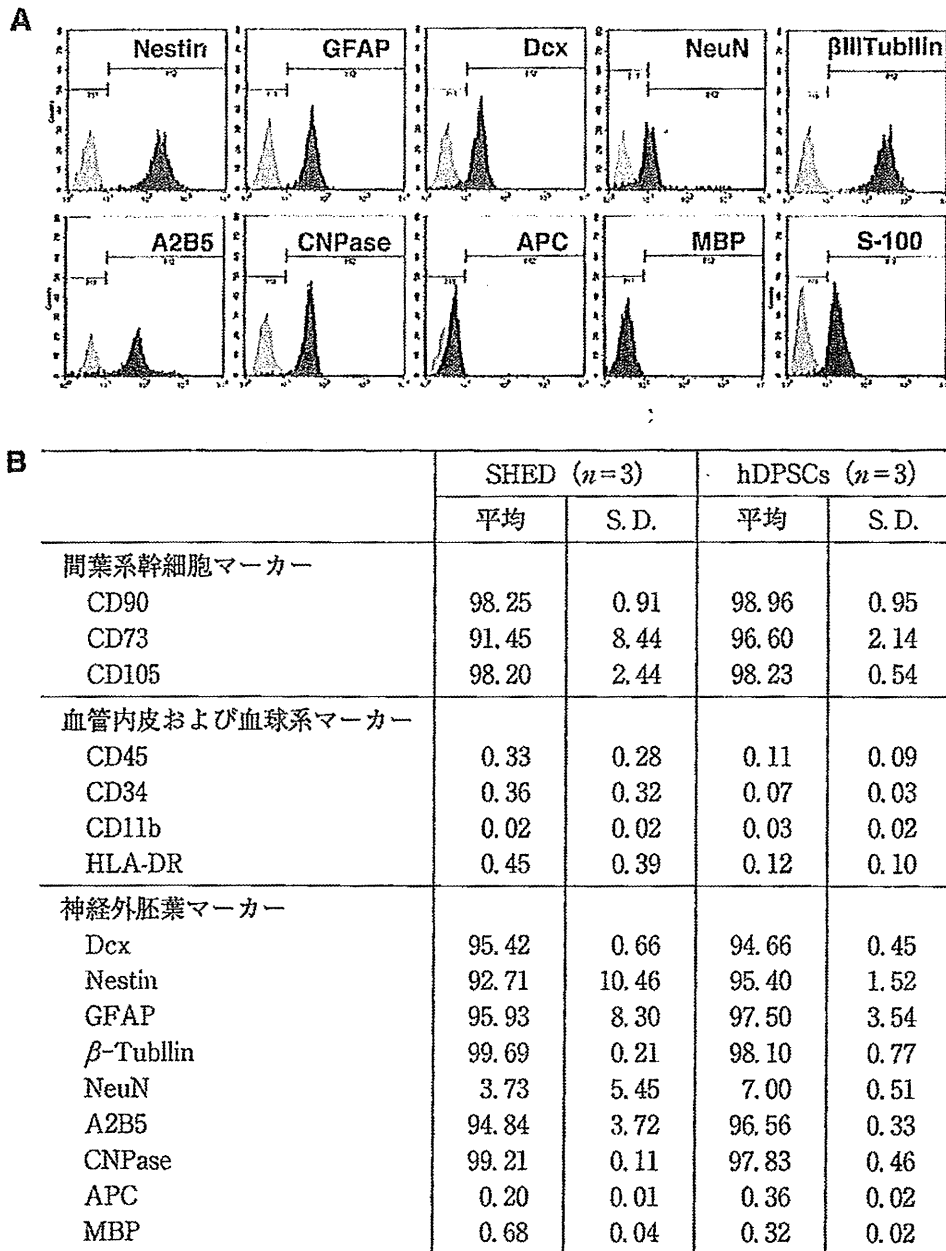 A
Nestin GFAP Dcx NeuN βIIITubllin
A2B5 CNPase APC MBP S-100
B
SHED (n=3) hDPSCs (n=3)
平均 S.D. 平均 S.D.
間葉系幹細胞マーカー
CD90 98.25 0.91 98.96 0.95
CD73 91.45 8.44 96.60 2.14
CD105 98.20 2.44 98.23 0.54
血管内皮および血球系マーカー
CD45 0.33 0.28 0.11 0.09
CD34 0.36 0.32 0.07 0.03
CD11b 0.02 0.02 0.03 0.02
HLA-DR 0.45 0.39 0.12 0.10
神経外胚葉マーカー
Dcx 95.42 0.66 94.66 0.45
Nestin 92.71 10.46 95.40 1.52
GFAP 95.93 8.30 97.50 3.54
β-Tubllin 99.69 0.21 98.10 0.77
NeuN 3.73 5.45 7.00 0.51
A2B5 94.84 3.72 96.56 0.33
CNPase 99.21 0.11 97.83 0.46
APC 0.20 0.01 0.36 0.02
MBP 0.68 0.04 0.32 0.02